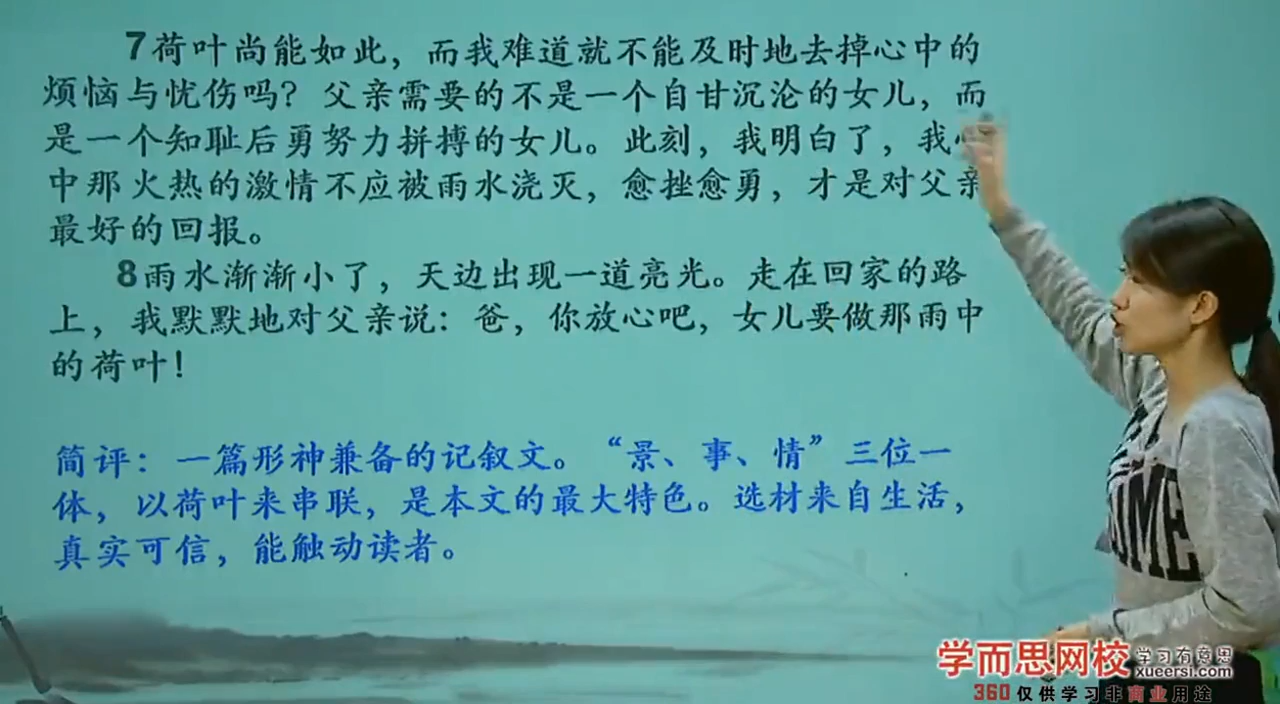 7荷叶尚能如此，而我难道就不能及时地去掉心中的
烦恼与忧伤吗？父亲需要的不是一个自甘沉沦的女儿，而
是一个知耻后勇努力拼搏的女儿。此刻，我明白了，我心
中那火热的激情不应被雨水浇灭，愈挫愈勇，才是对父亲
最好的回报。
8雨水渐渐小了，天边出现一道亮光。走在回家的路
上，我默默地对父亲说：爸，你放心吧，女儿要做那雨中
的荷叶！
简评：一篇形神兼备的记叙文。“景、事、情”三位一
体，以荷叶来串联，是本文的最大特色。选材来自生活，
真实可信，能触动读者。
OME
学而思网校 学习有意思
xueersi.com
360仅供学习非商业用途